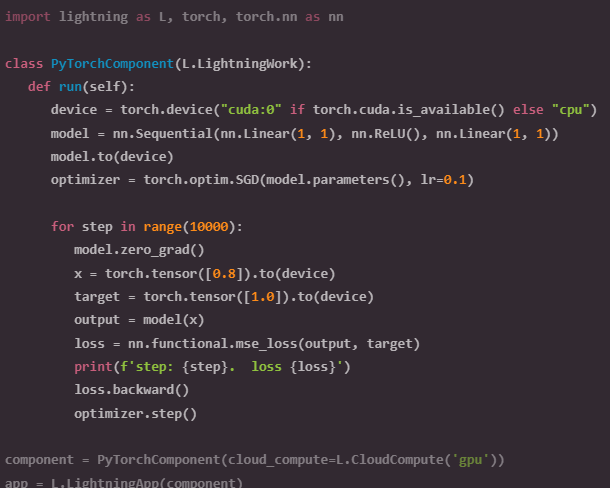 import lightning as L, torch, torch.nn as nn

class PyTorchComponent(L.LightningWork):
   def run(self):
      device = torch.device("cuda:0" if torch.cuda.is_available() else "cpu")
      model = nn.Sequential(nn.Linear(1, 1), nn.ReLU(), nn.Linear(1, 1))
      model.to(device)
      optimizer = torch.optim.SGD(model.parameters(), lr=0.1)

      for step in range(10000):
         model.zero_grad()
         x = torch.tensor([0.8]).to(device)
         target = torch.tensor([1.0]).to(device)
         output = model(x)
         loss = nn.functional.mse_loss(output, target)
         print(f'step: {step}.  loss {loss}')
         loss.backward()
         optimizer.step()

component = PyTorchComponent(cloud_compute=L.CloudCompute('gpu'))
app = L.LightningApp(component)